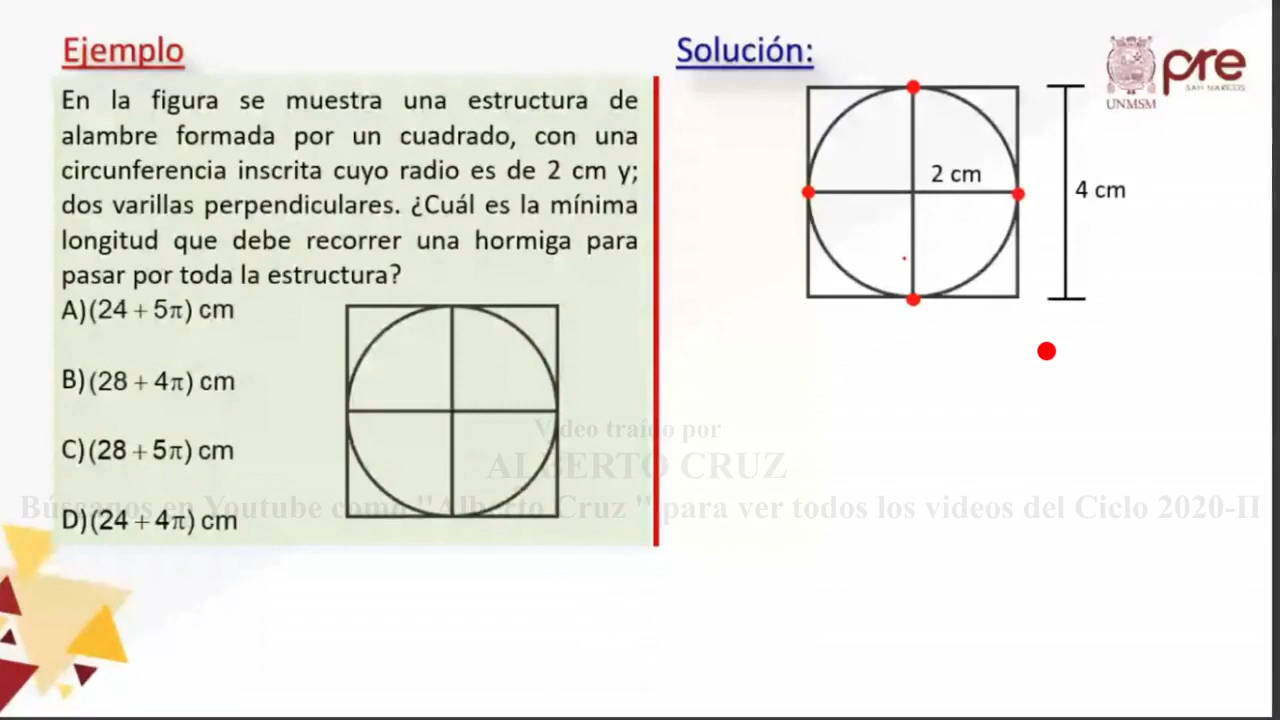 Ejemplo
En la figura se muestra una estructura de
alambre formada por un cuadrado, con una
circunferencia inscrita cuyo radio es de 2 cm y;
dos varillas perpendiculares. ¿Cuál es la mínima
longitud que debe recorrer una hormiga para
pasar por toda la estructura?
A)(24 + 5π) cm
B)(28 + 4π) cm
C)(28 + 5π) cm
D)(24 + 4π) cm
Solución:
2 cm
4 cm
UNMSM
pre
SAN MARCOS
Video traído por
ALBERTO CRUZ
Búscanos en Youtube como "Alberto Cruz " para ver todos los videos del Ciclo 2020-II